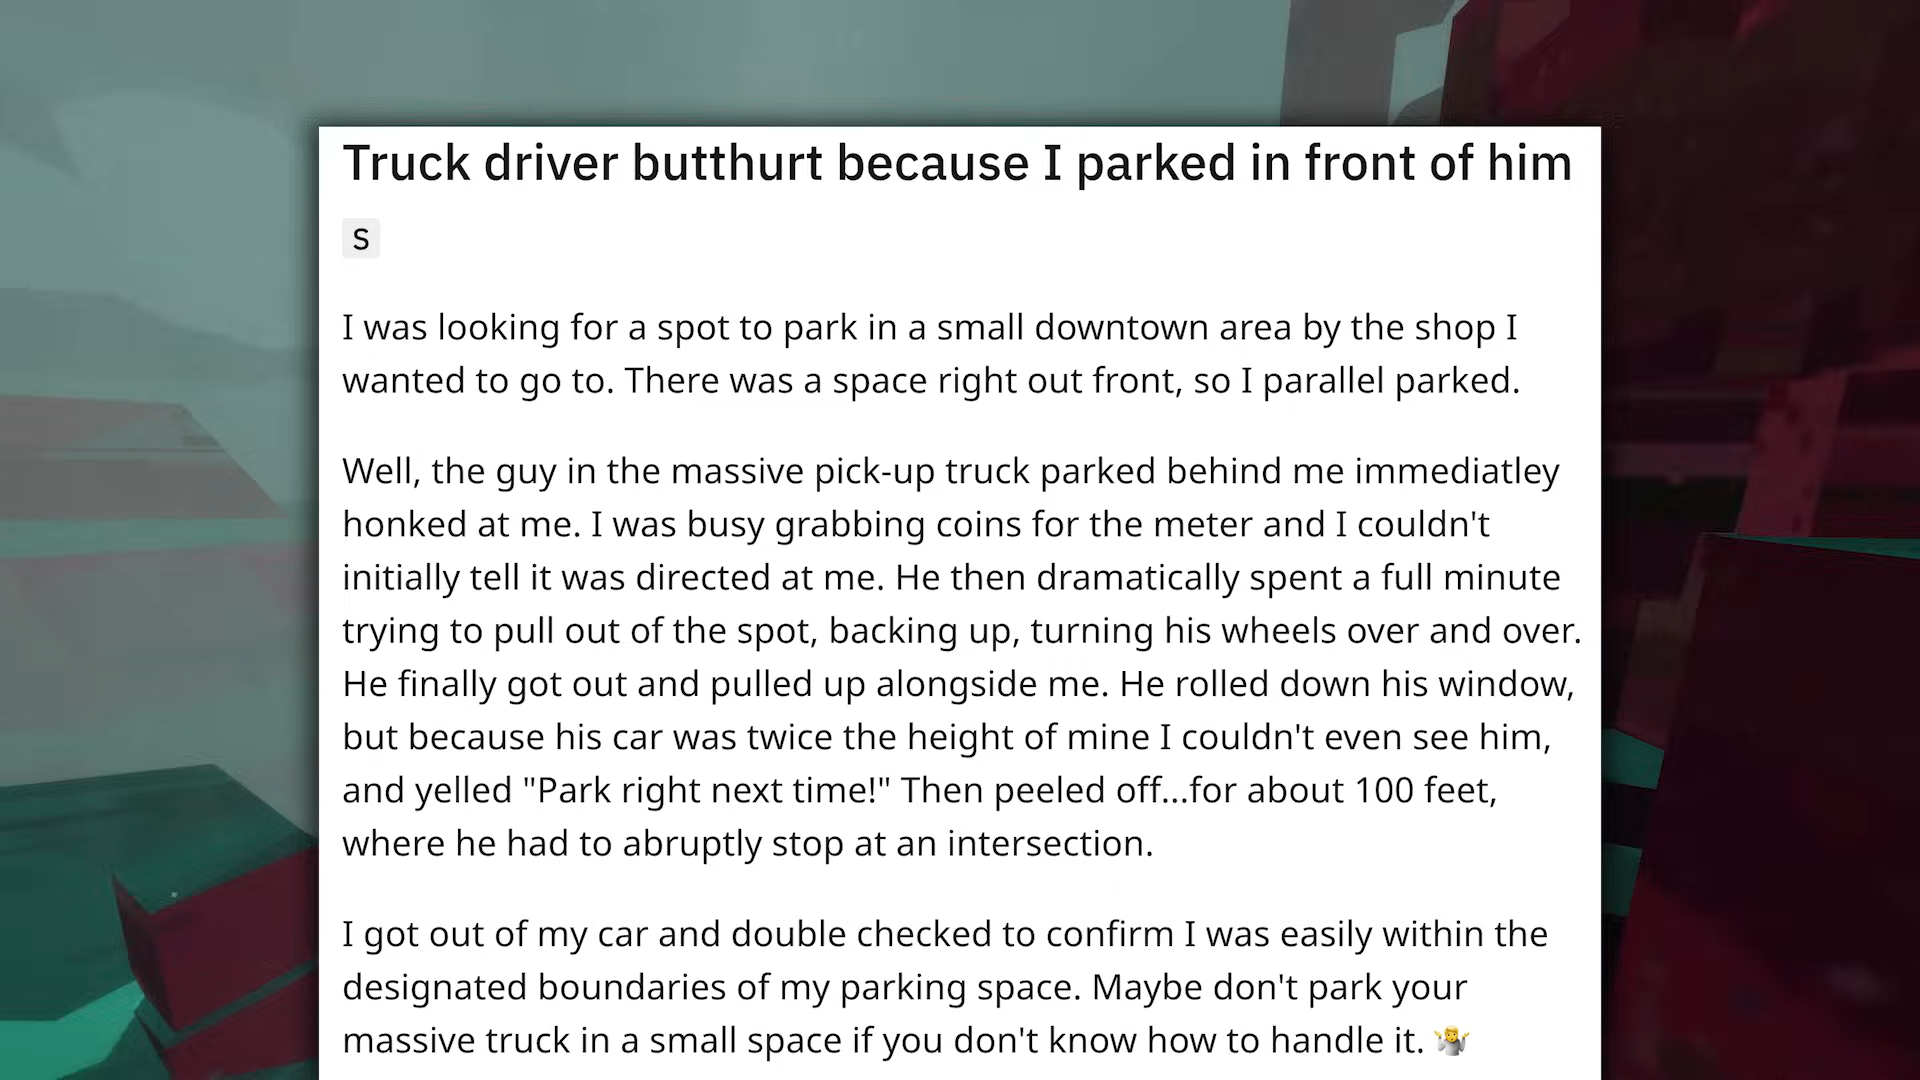 Truck driver butthurt because I parked in front of him
S
I was looking for a spot to park in a small downtown area by the shop I
wanted to go to. There was a space right out front, so I parallel parked.
Well, the guy in the massive pick-up truck parked behind me immediatley
honked at me. I was busy grabbing coins for the meter and I couldn't
initially tell it was directed at me. He then dramatically spent a full minute
trying to pull out of the spot, backing up, turning his wheels over and over.
He finally got out and pulled up alongside me. He rolled down his window,
but because his car was twice the height of mine I couldn't even see him,
and yelled "Park right next time!" Then peeled off...for about 100 feet,
where he had to abruptly stop at an intersection.
I got out of my car and double checked to confirm I was easily within the
designated boundaries of my parking space. Maybe don't park your
massive truck in a small space if you don't know how to handle it. 🤷‍♀️